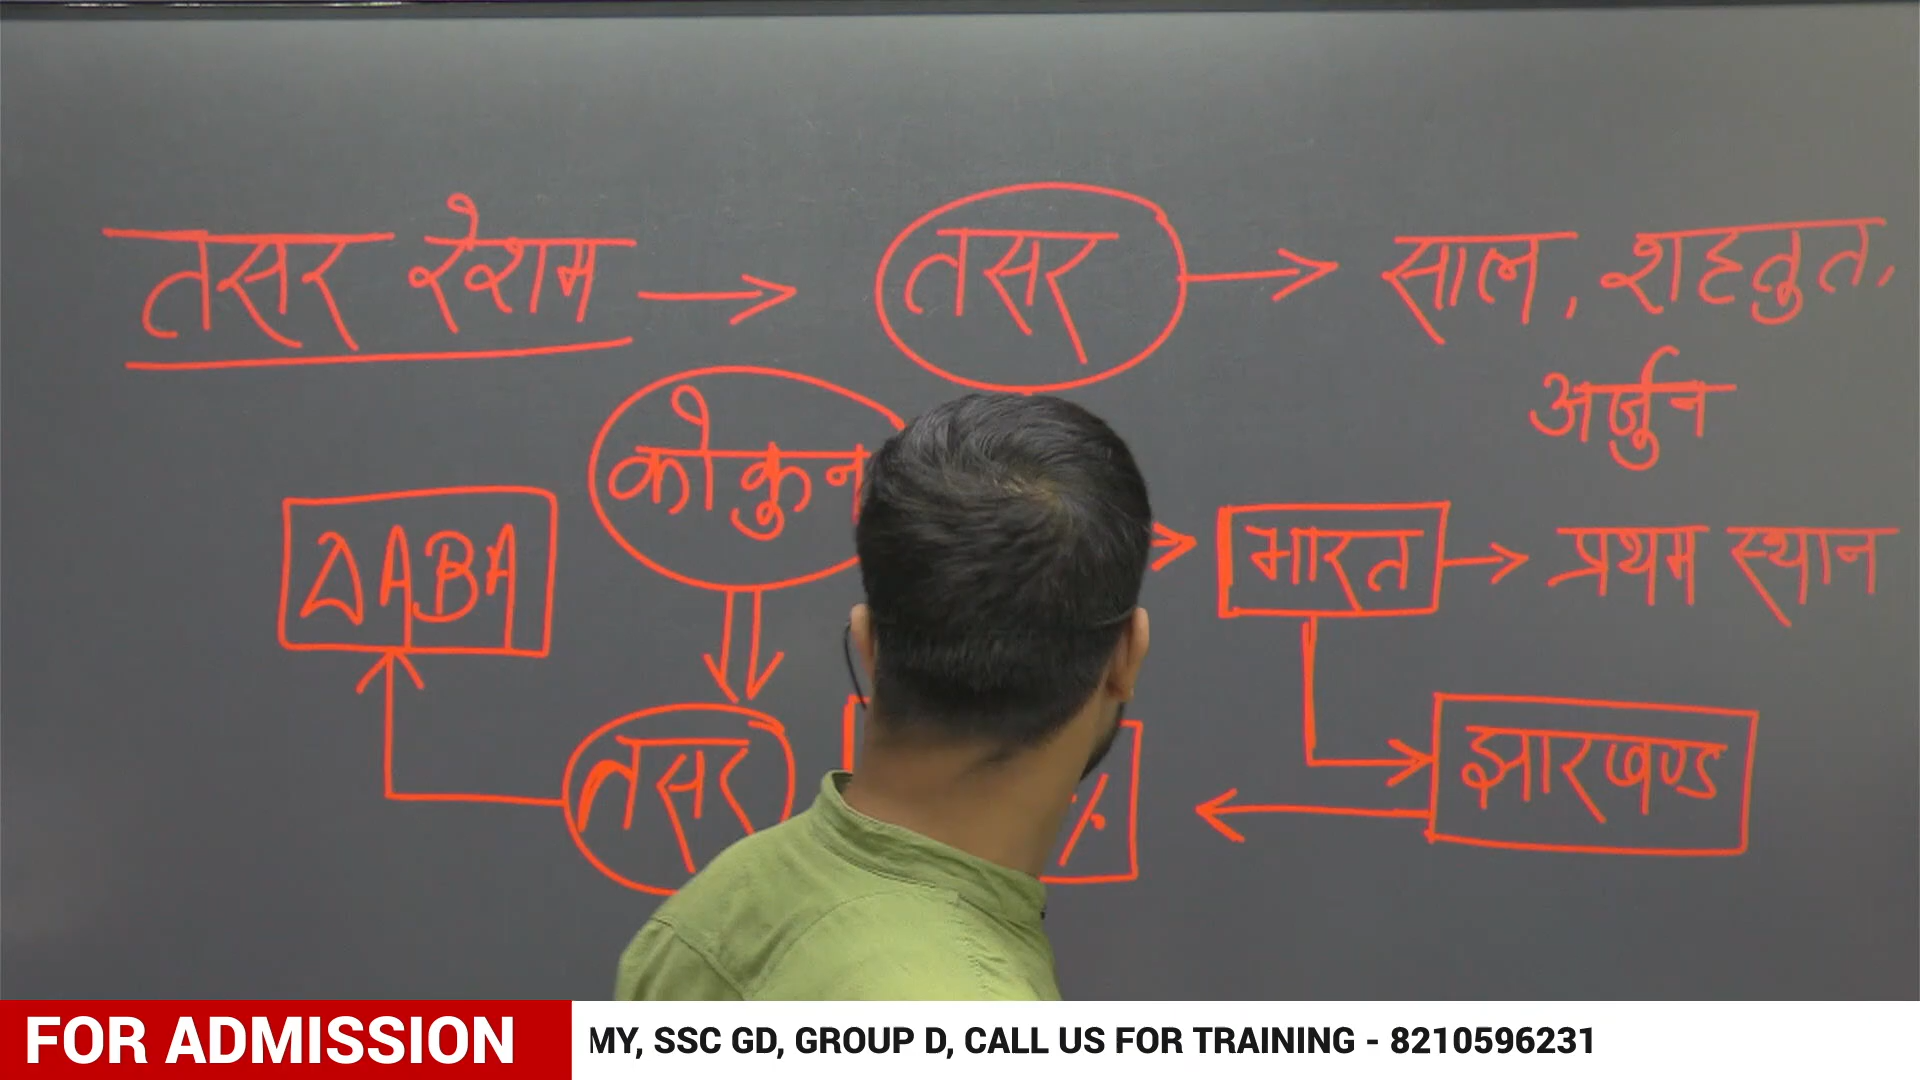 तसर रेशम → तसर → साल, शहतुत,
अर्जुन
कोकुन
DABA
→ भारत → प्रथम स्थान
तसर
%
झारखण्ड
FOR ADMISSION
MY, SSC GD, GROUP D, CALL US FOR TRAINING - 8210596231